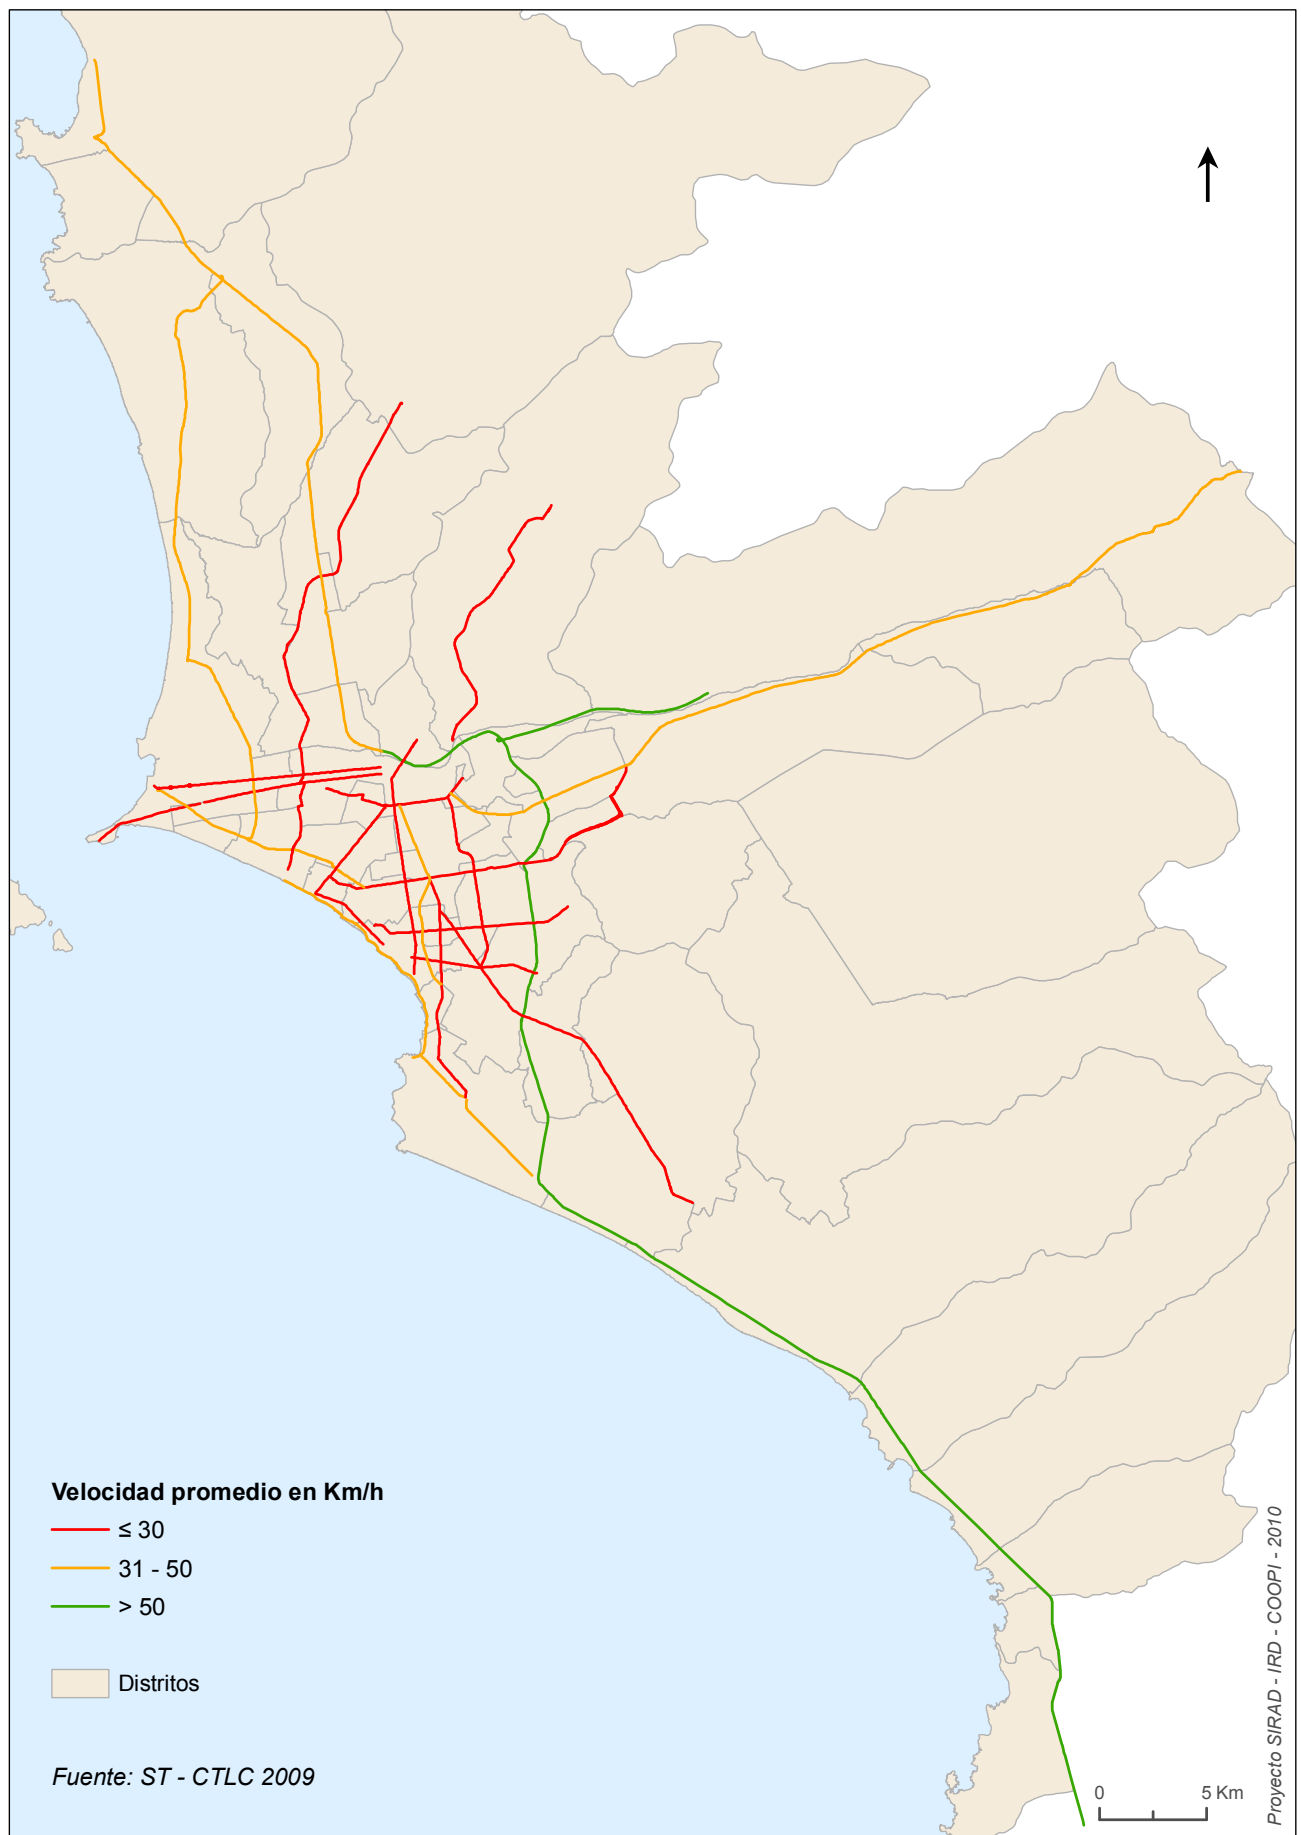 Velocidad promedio en Km/h
≤ 30
31 - 50
> 50
Distritos
Fuente: ST - CTLC 2009
0 5 Km
Proyecto SIRAD - IRD - COOPI - 2010